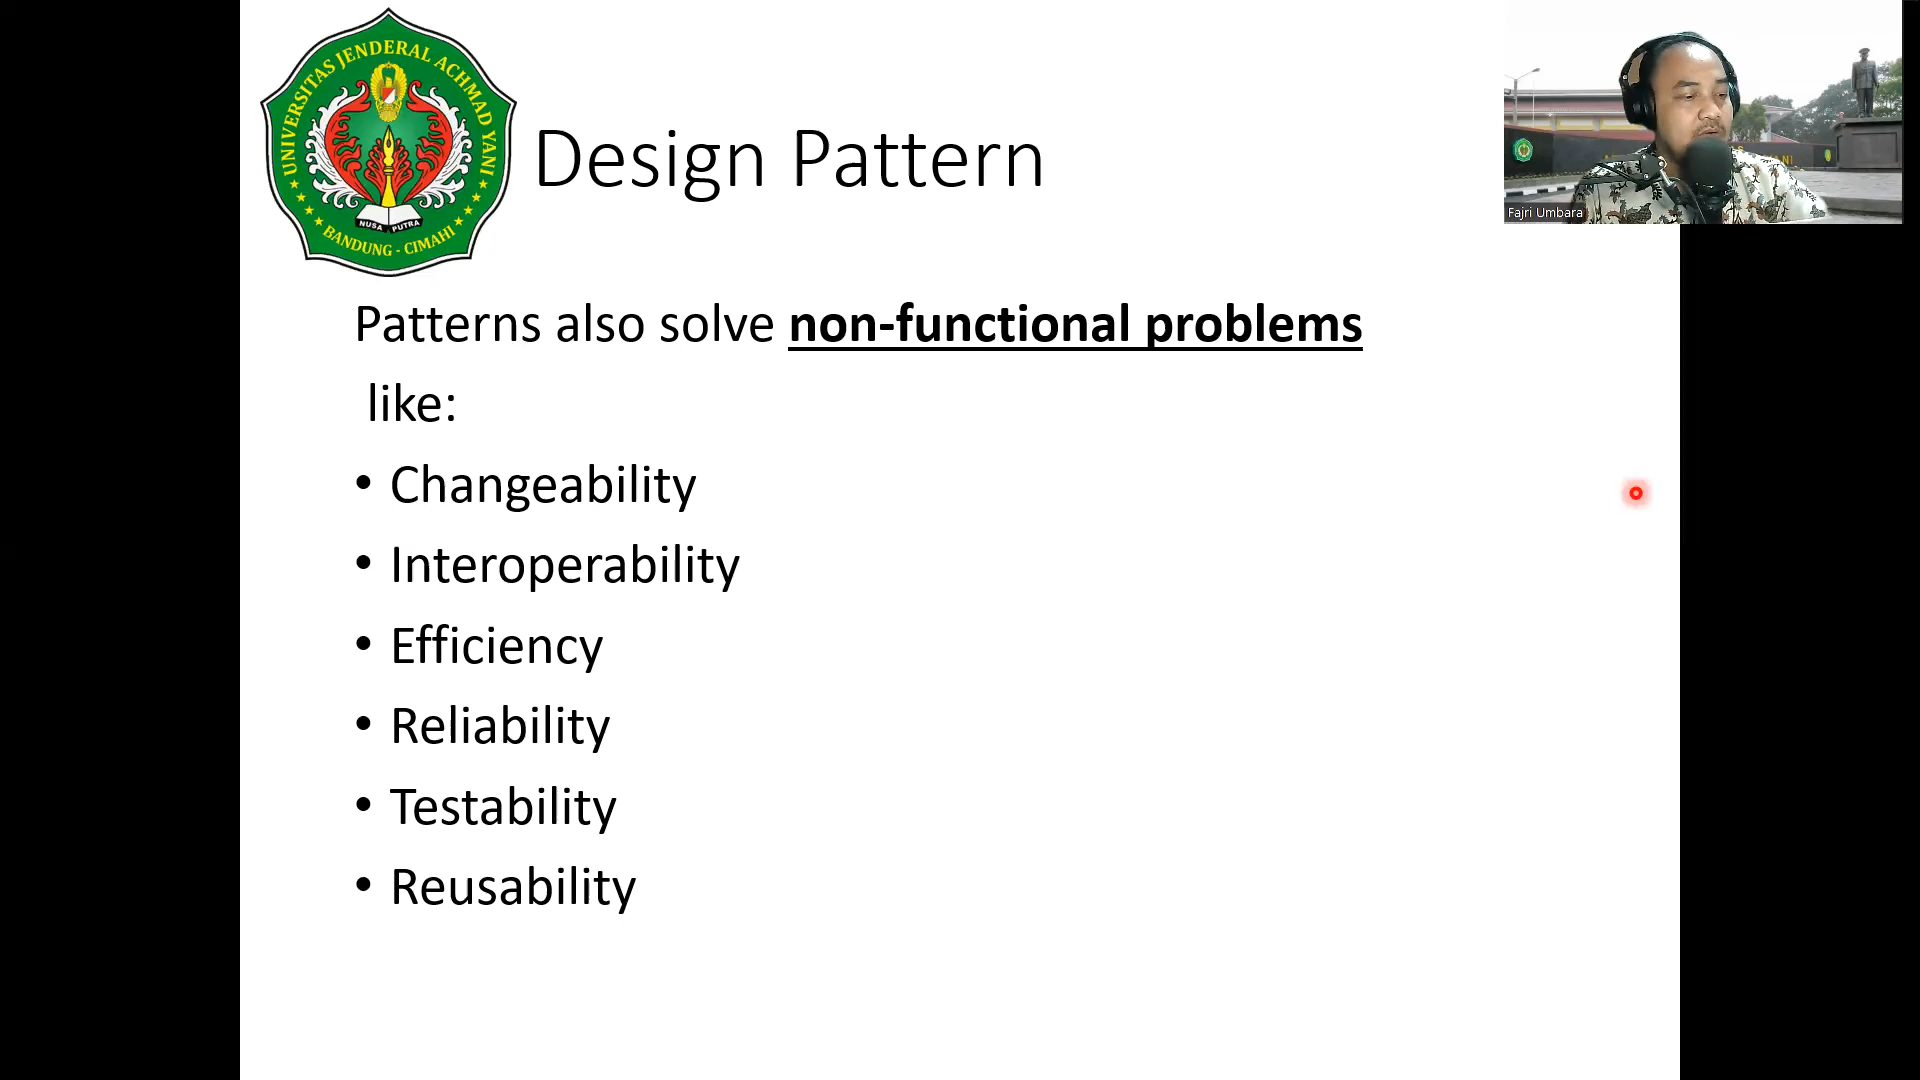 UNIVERSITAS JENDERAL ACHMAD YANI
NUSA PUTRA
BANDUNG - CIMAHI
Design Pattern
Fajri Umbara
Patterns also solve non-functional problems
like:
• Changeability
• Interoperability
• Efficiency
• Reliability
• Testability
• Reusability